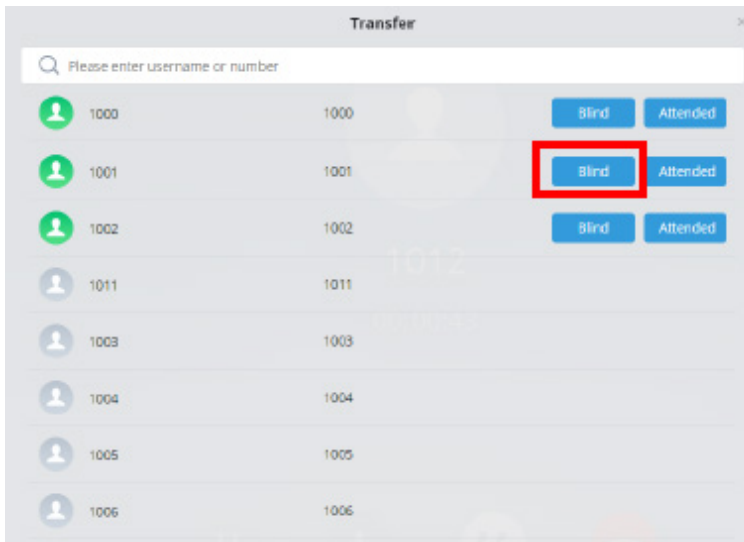 Transfer
Please enter username or number
1000 1000 Blind Attended
1001 1001 Blind Attended
1002 1002 Blind Attended
1012
1011 1011
1003 1003
1004 1004
1005 1005
1006 1006